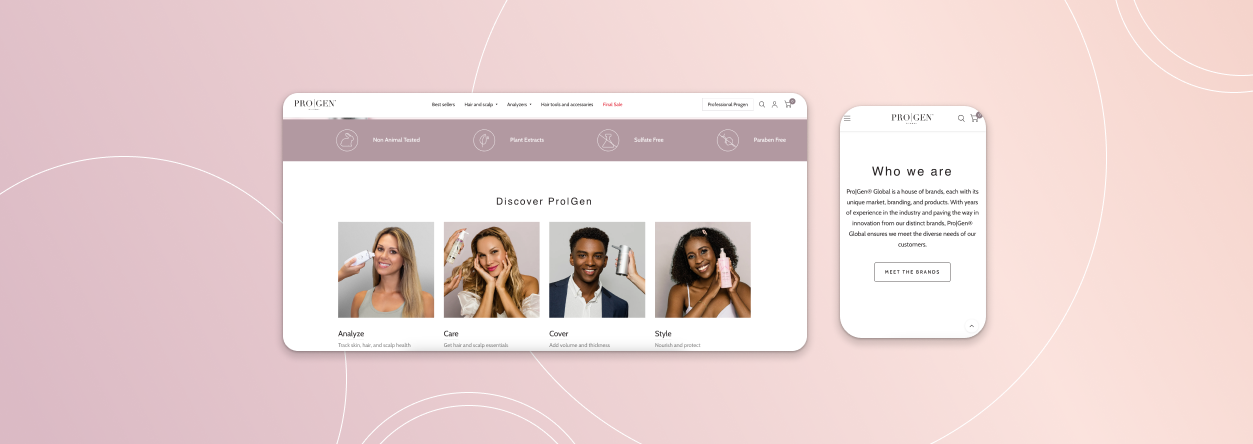 PRO|GEN
Best sellers
Hair and scalp
Analyzers
Hair tools and accessories
Final Sale
Professional Progen
0
Non Animal Tested
Plant Extracts
Sulfate Free
Paraben Free
Discover Pro|Gen
Analyze
Track skin, hair, and scalp health
Care
Get hair and scalp essentials
Cover
Add volume and thickness
Style
Nourish and protect
PRO|GEN
Who we are
Pro|Gen® Global is a house of brands, each with its
unique market, branding, and products. With years
of experience in the industry and paving the way in
innovation from our distinct brands, Pro|Gen®
Global ensures we meet the diverse needs of our
customers.
MEET THE BRANDS